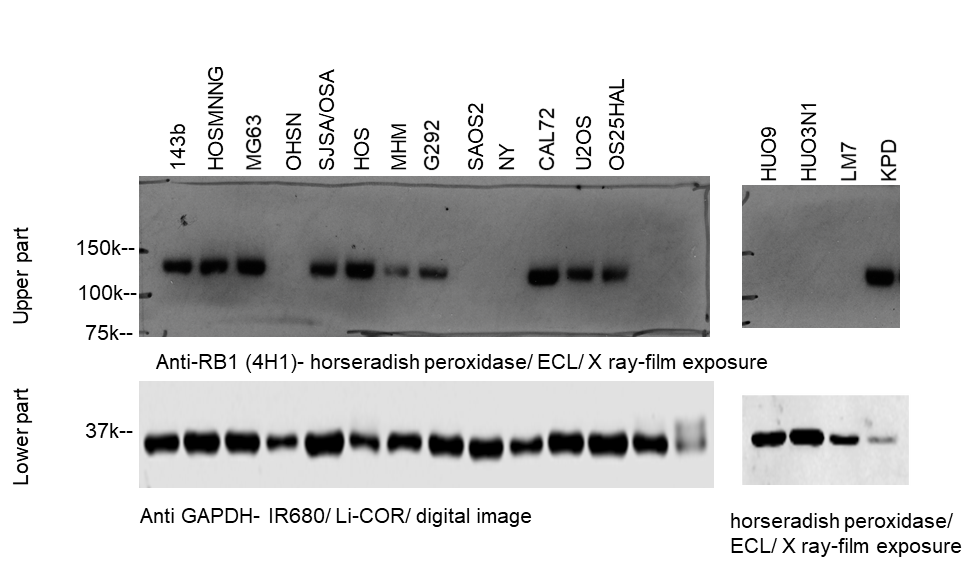 143b
HOSMNNG
MG63
OHSN
SJSA/OSA
HOS
MHM
G292
SAOS2
NY
CAL72
U2OS
OS25HAL
HUO9
HUO3N1
LM7
KPD
Upper part
150k--
100k--
75k--
Anti-RB1 (4H1)- horseradish peroxidase/ ECL/ X ray-film exposure
Lower part
37k--
Anti GAPDH- IR680/ Li-COR/ digital image
horseradish peroxidase/
ECL/ X ray-film exposure